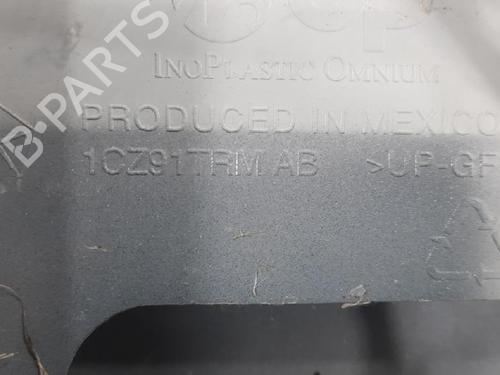 B-PARTS
InoPlastic Omnium
PRODUCED IN MEXICO
1CZ91TRM AB >UP-GF